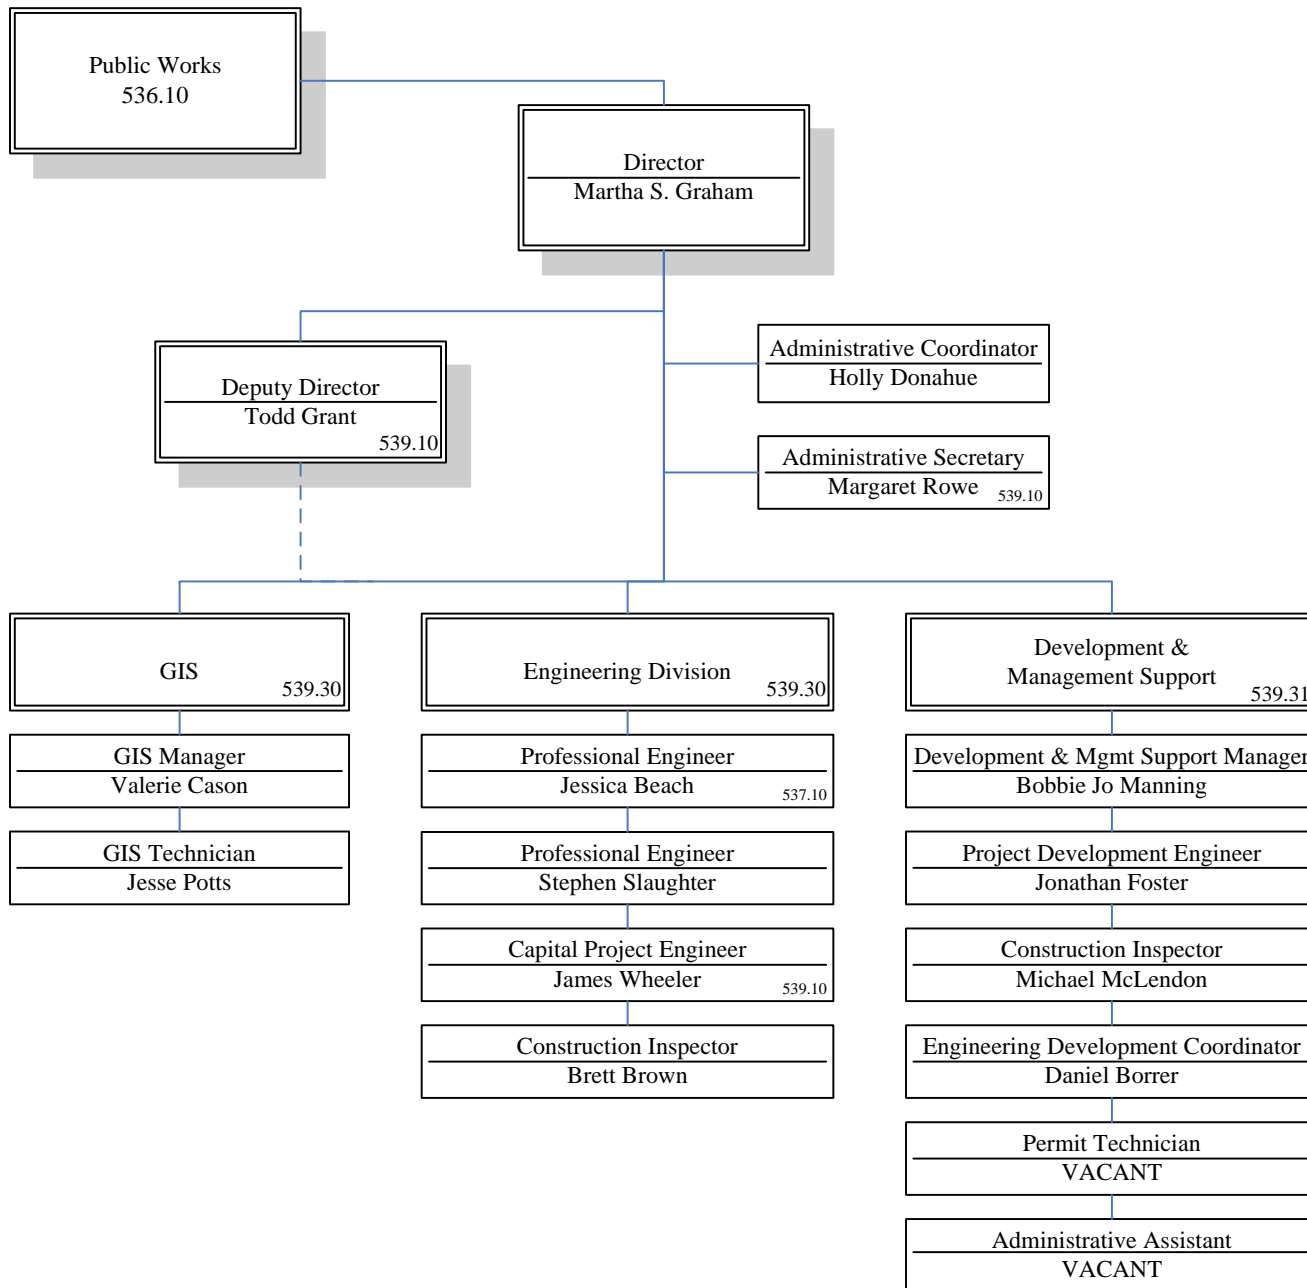 Public Works
536.10
Director
Martha S. Graham
Deputy Director
Todd Grant
539.10
Administrative Coordinator
Holly Donahue
Administrative Secretary
Margaret Rowe
539.10
GIS
539.30
GIS Manager
Valerie Cason
GIS Technician
Jesse Potts
Engineering Division
539.30
Professional Engineer
Jessica Beach
537.10
Professional Engineer
Stephen Slaughter
Capital Project Engineer
James Wheeler
539.10
Construction Inspector
Brett Brown
Development &
Management Support
539.31
Development & Mgmt Support Manager
Bobbie Jo Manning
Project Development Engineer
Jonathan Foster
Construction Inspector
Michael McLendon
Engineering Development Coordinator
Daniel Borrer
Permit Technician
VACANT
Administrative Assistant
VACANT